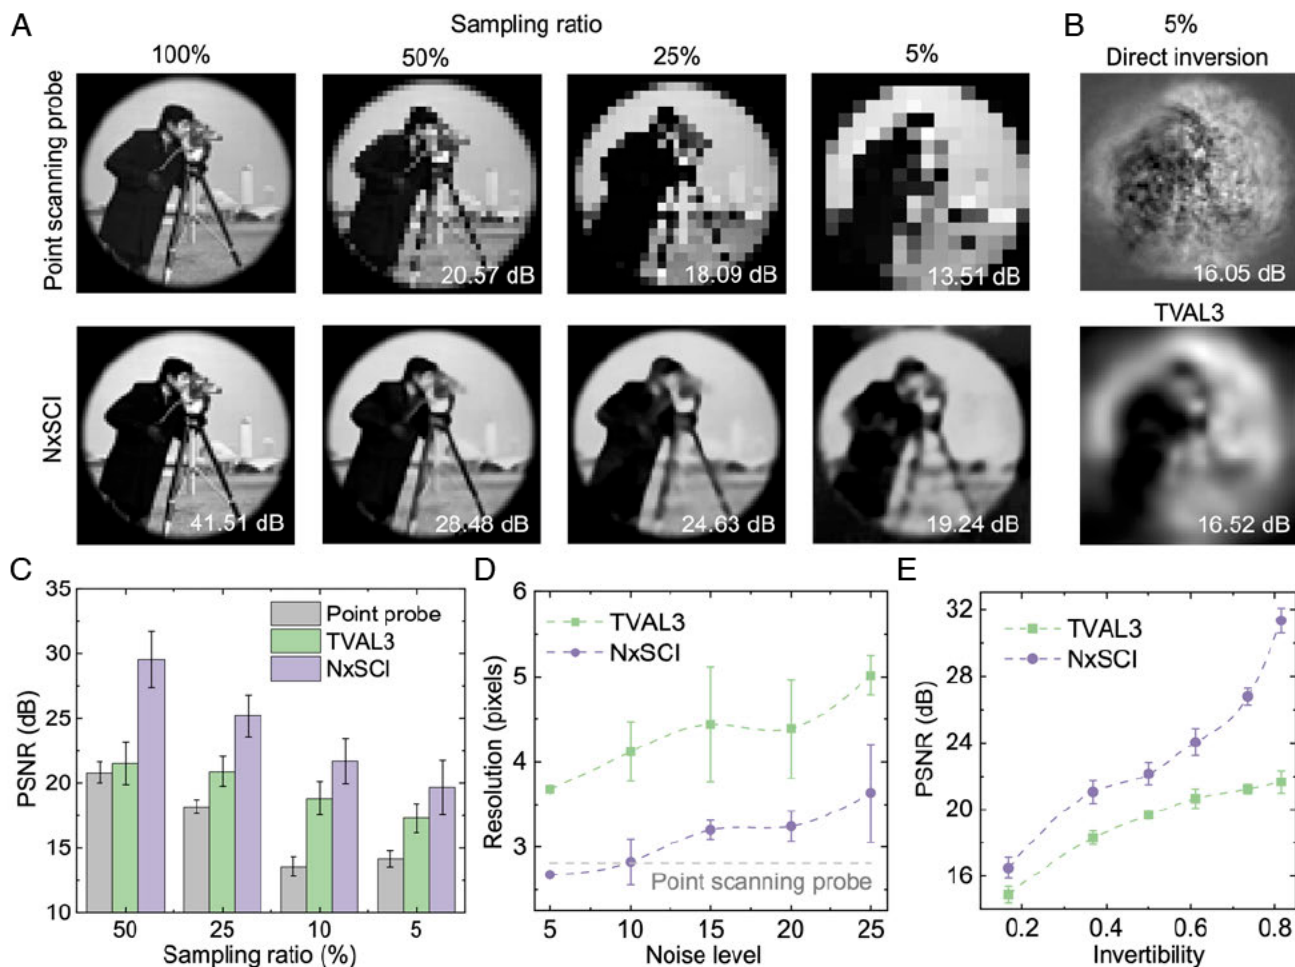 A
Sampling ratio
100%
50%
25%
5%
Point scanning probe
20.57 dB
18.09 dB
13.51 dB
NxSCI
41.51 dB
28.48 dB
24.63 dB
19.24 dB
B
5%
Direct inversion
16.05 dB
TVAL3
16.52 dB
C
PSNR (dB)
35
30
25
20
15
10
Point probe
TVAL3
NxSCI
50
25
10
5
Sampling ratio (%)
D
Resolution (pixels)
6
5
4
3
TVAL3
NxSCI
Point scanning probe
5
10
15
20
25
Noise level
E
PSNR (dB)
32
28
24
20
16
TVAL3
NxSCI
0.2
0.4
0.6
0.8
Invertibility